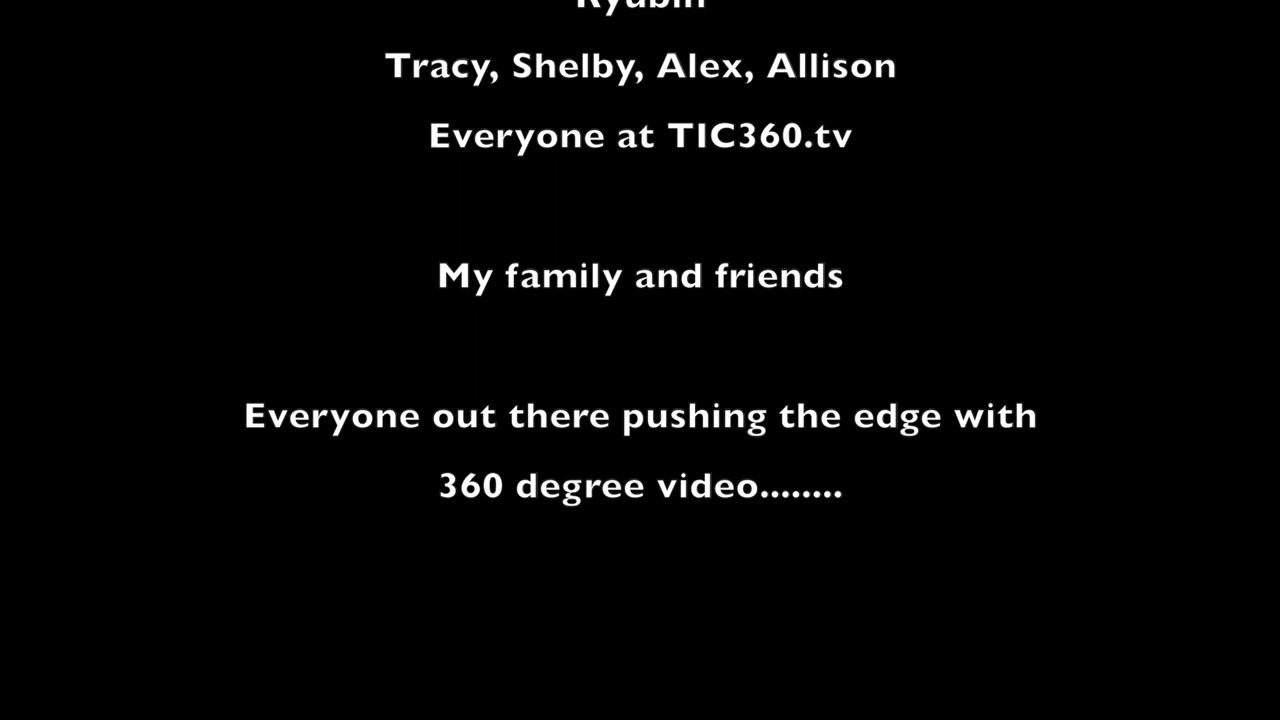 Tracy, Shelby, Alex, Allison
Everyone at TIC360.tv
My family and friends
Everyone out there pushing the edge with
360 degree video........